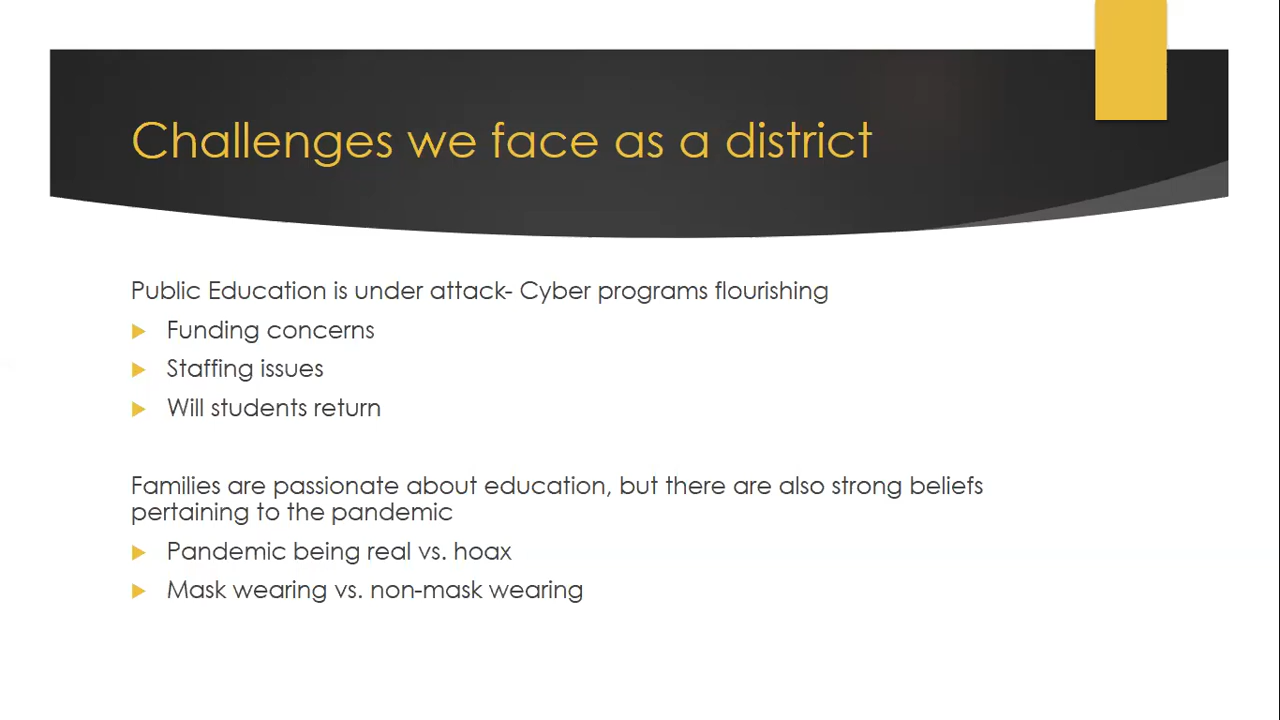 Challenges we face as a district
Public Education is under attack- Cyber programs flourishing
Funding concerns
Staffing issues
Will students return
Families are passionate about education, but there are also strong beliefs
pertaining to the pandemic
Pandemic being real vs. hoax
Mask wearing vs. non-mask wearing